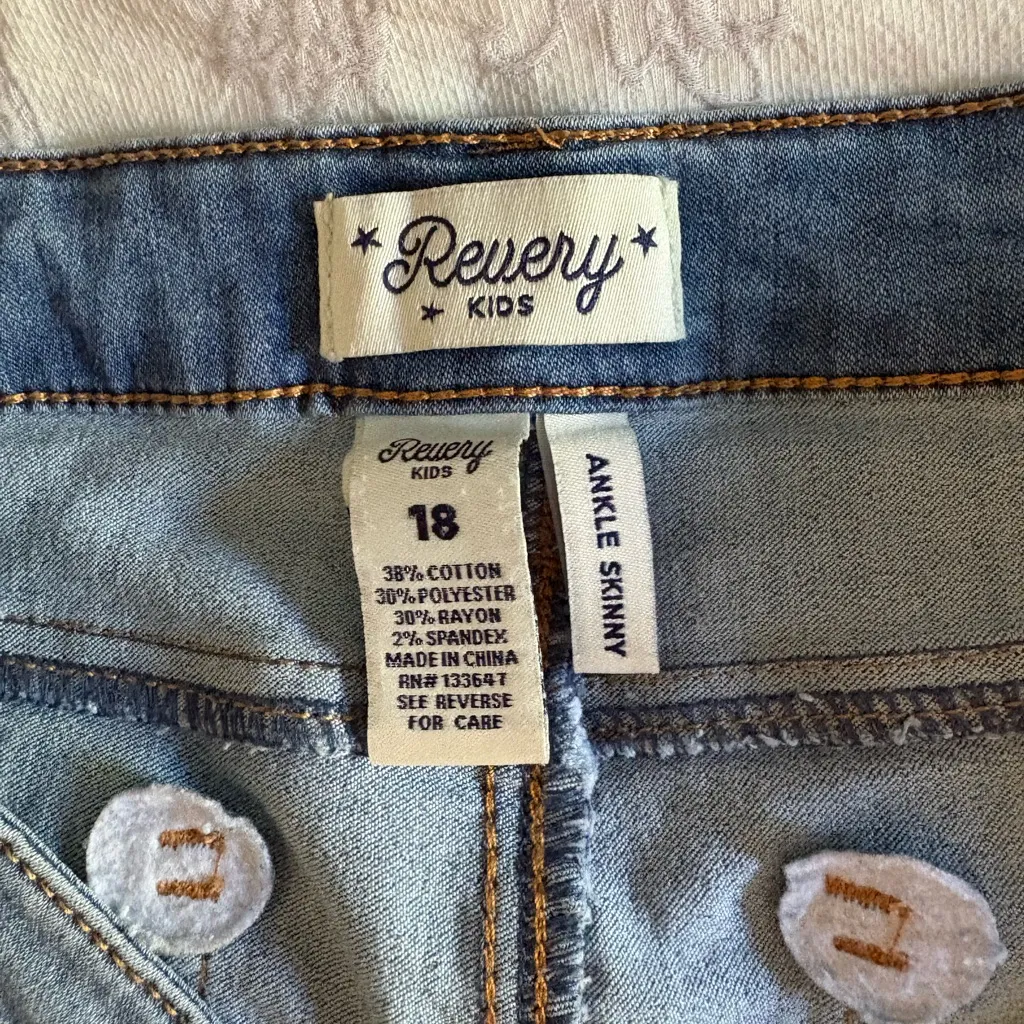 Revery
KIDS
Revery
KIDS
18
38% COTTON
30% POLYESTER
30% RAYON
2% SPANDEX
MADE IN CHINA
RN# 133647
SEE REVERSE
FOR CARE
ANKLE SKINNY